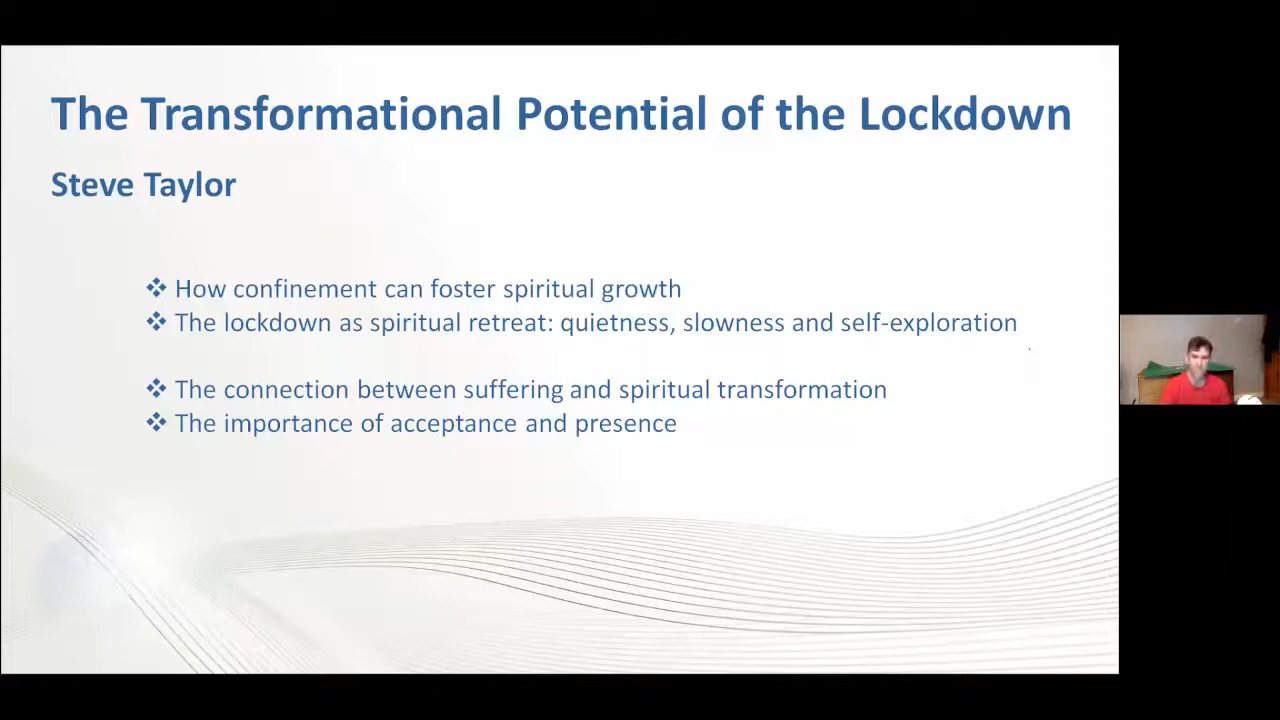 The Transformational Potential of the Lockdown
Steve Taylor
❖ How confinement can foster spiritual growth
❖ The lockdown as spiritual retreat: quietness, slowness and self-exploration
❖ The connection between suffering and spiritual transformation
❖ The importance of acceptance and presence